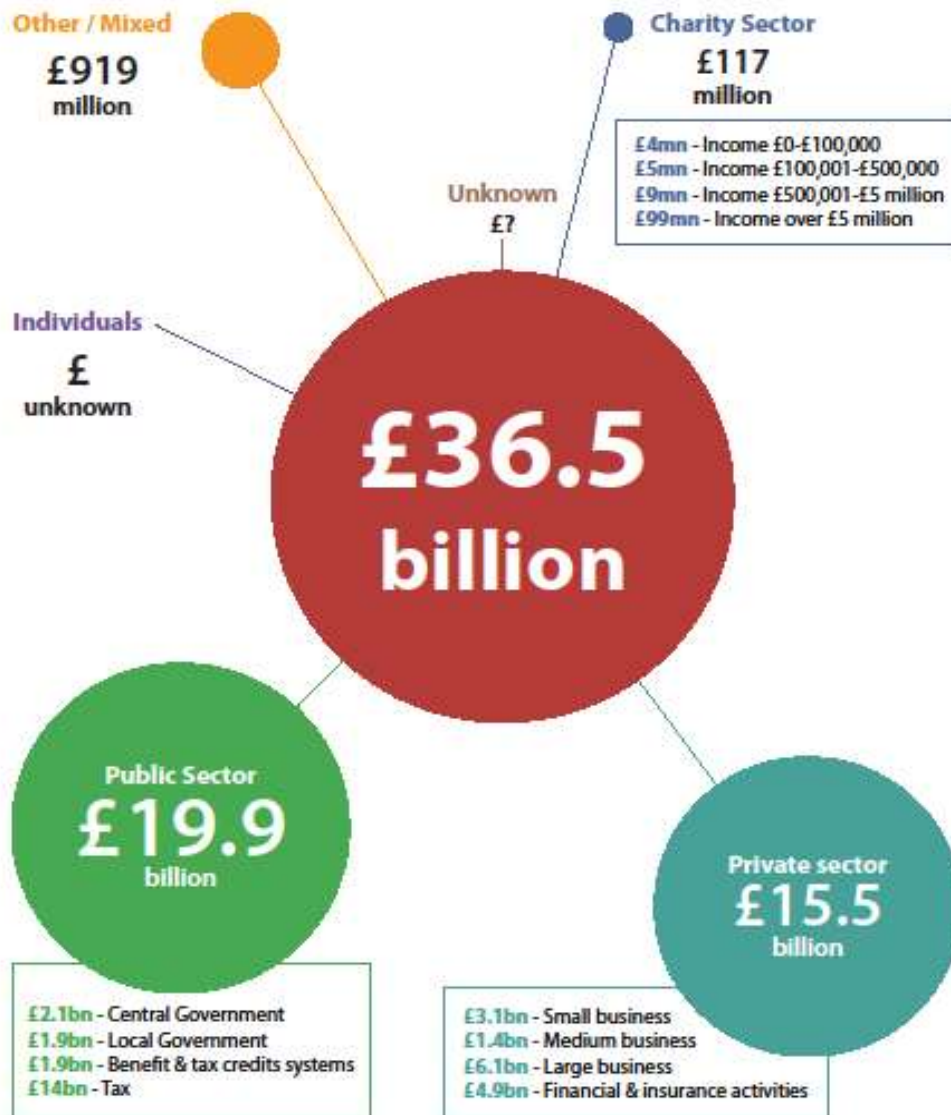 Other / Mixed
£919
million
Charity Sector
£117
million
£4mn - Income £0-£100,000
£5mn - Income £100,001-£500,000
£9mn - Income £500,001-£5 million
£99mn - Income over £5 million
Unknown
£?
Individuals
£
unknown
£36.5
billion
Public Sector
£19.9
billion
£2.1bn - Central Government
£1.9bn - Local Government
£1.9bn - Benefit & tax credits systems
£14bn - Tax
Private sector
£15.5
billion
£3.1bn - Small business
£1.4bn - Medium business
£6.1bn - Large business
£4.9bn - Financial & insurance activities